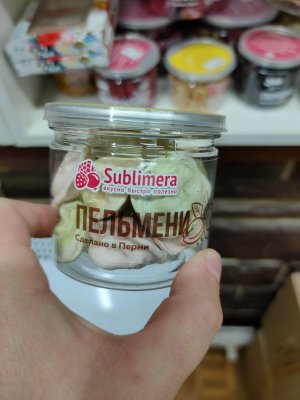 Sublimera
вкусно быстро полезно
ПЕЛЬМЕНИ
Сделано в Перми